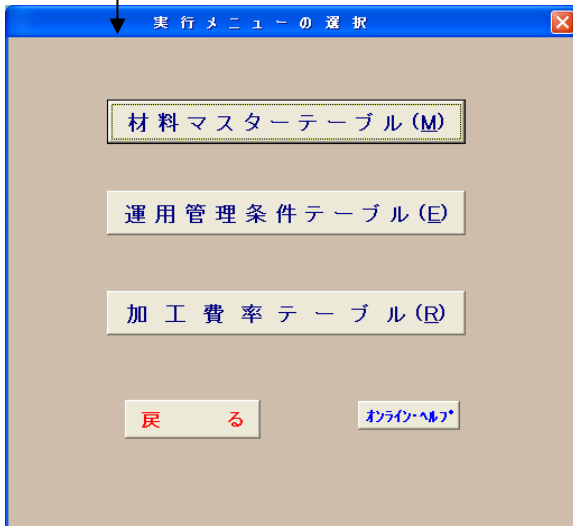 実行メニューの選択
材料マスターテーブル(M)
運用管理条件テーブル(E)
加工費率テーブル(R)
戻る
オンライン・ヘルプ